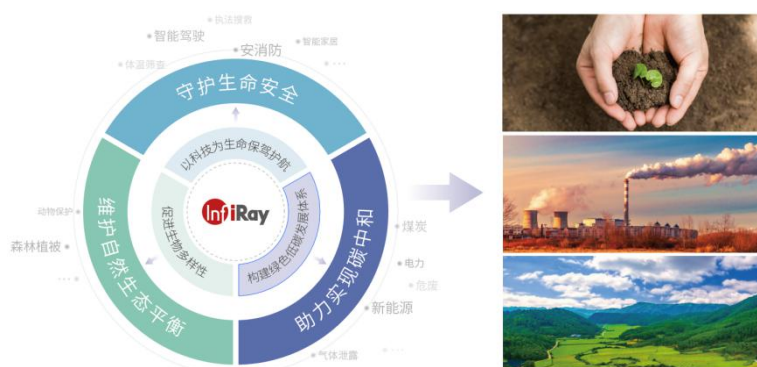 执法搜救
智能驾驶
安消防
智能家居
体温筛查
...
守护生命安全
以科技为生命保驾护航
InfiRay
促进生物多样性
构建绿色低碳发展体系
维护自然生态平衡
助力实现碳中和
动物保护
森林植被
...
煤炭
电力
危废
新能源
气体泄露
...